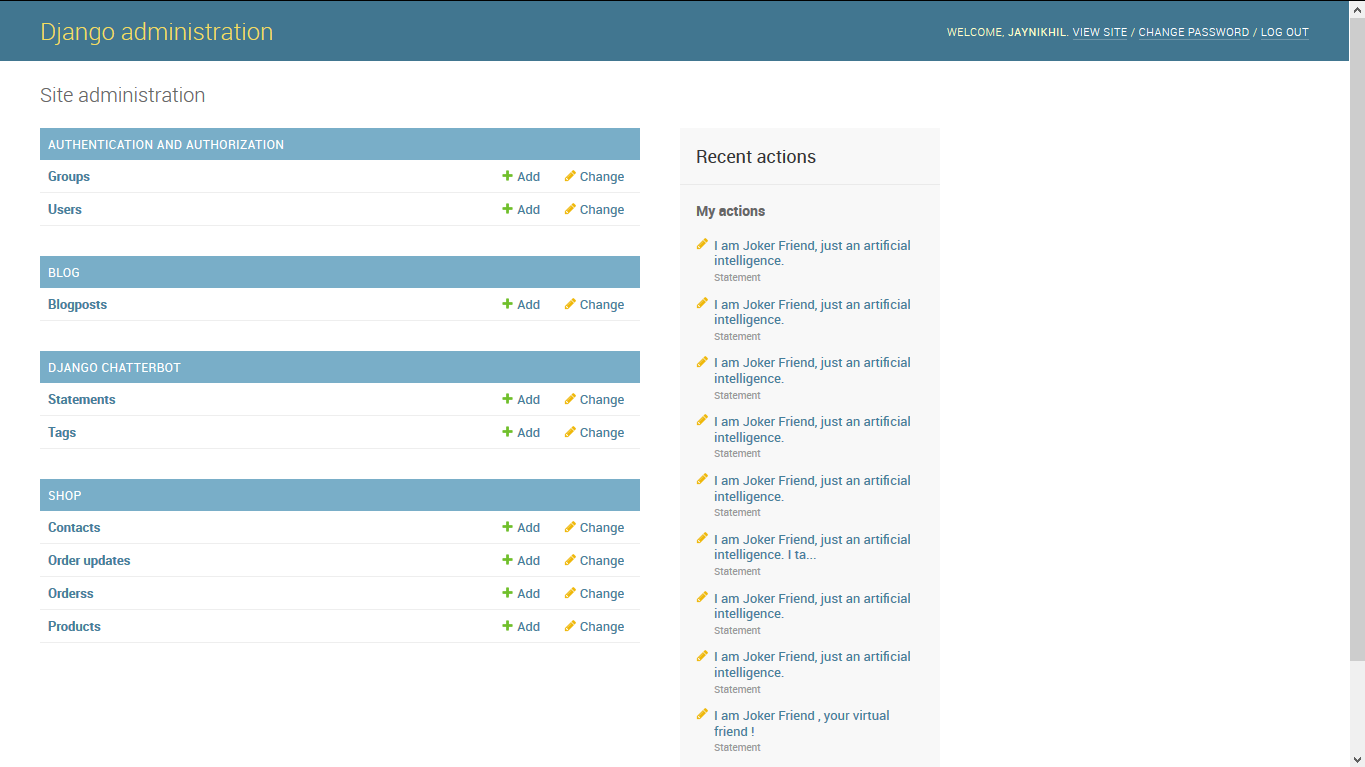 Django administration
WELCOME, JAYNIKHIL. VIEW SITE / CHANGE PASSWORD / LOG OUT
Site administration
AUTHENTICATION AND AUTHORIZATION
Groups Add Change
Users Add Change
BLOG
Blogposts Add Change
DJANGO CHATTERBOT
Statements Add Change
Tags Add Change
SHOP
Contacts Add Change
Order updates Add Change
Orderss Add Change
Products Add Change
Recent actions
My actions
I am Joker Friend, just an artificial
intelligence.
Statement
I am Joker Friend, just an artificial
intelligence.
Statement
I am Joker Friend, just an artificial
intelligence.
Statement
I am Joker Friend, just an artificial
intelligence.
Statement
I am Joker Friend, just an artificial
intelligence.
Statement
I am Joker Friend, just an artificial
intelligence. I ta...
Statement
I am Joker Friend, just an artificial
intelligence.
Statement
I am Joker Friend, just an artificial
intelligence.
Statement
I am Joker Friend , your virtual
friend !
Statement